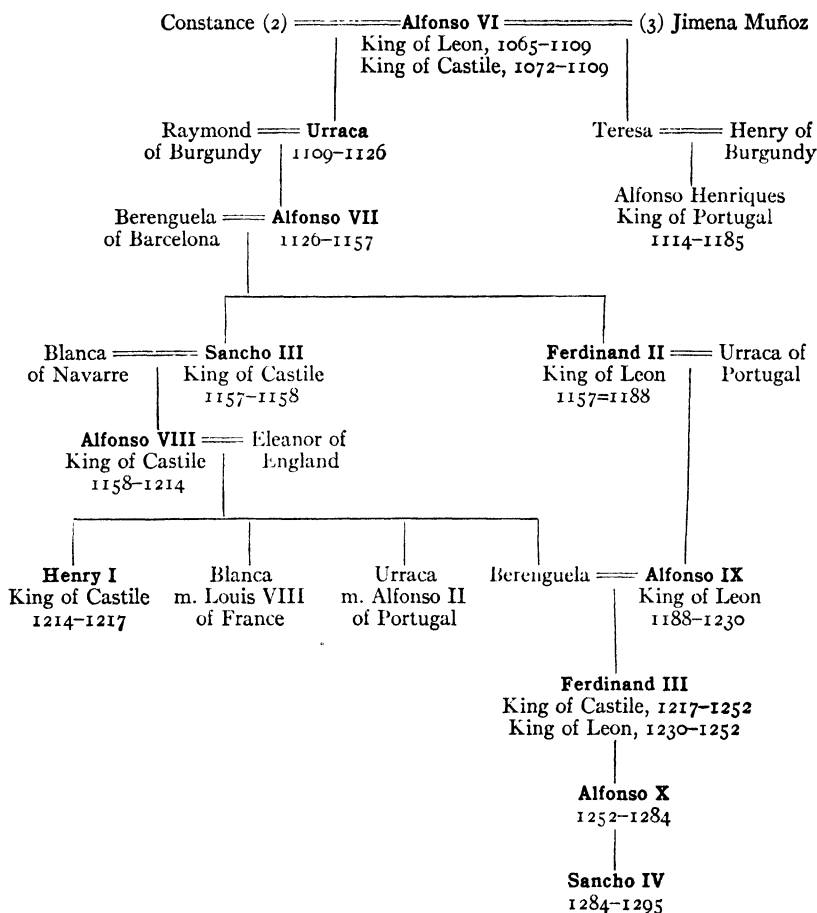 Constance (2) Alfonso VI (3) Jimena Muñoz
King of Leon, 1065–1109
King of Castile, 1072–1109
Raymond Urraca Teresa Henry of
of Burgundy 1109–1126 Burgundy
Alfonso Henriques
King of Portugal
1114–1185
Berenguela Alfonso VII
of Barcelona 1126–1157
Blanca Sancho III Ferdinand II Urraca of
of Navarre King of Castile King of Leon Portugal
1157–1158 1157=1188
Alfonso VIII Eleanor of
King of Castile England
1158–1214
Henry I Blanca Urraca Berenguela Alfonso IX
King of Castile m. Louis VIII m. Alfonso II King of Leon
1214–1217 of France of Portugal 1188–1230
Ferdinand III
King of Castile, 1217–1252
King of Leon, 1230–1252
Alfonso X
1252–1284
Sancho IV
1284–1295